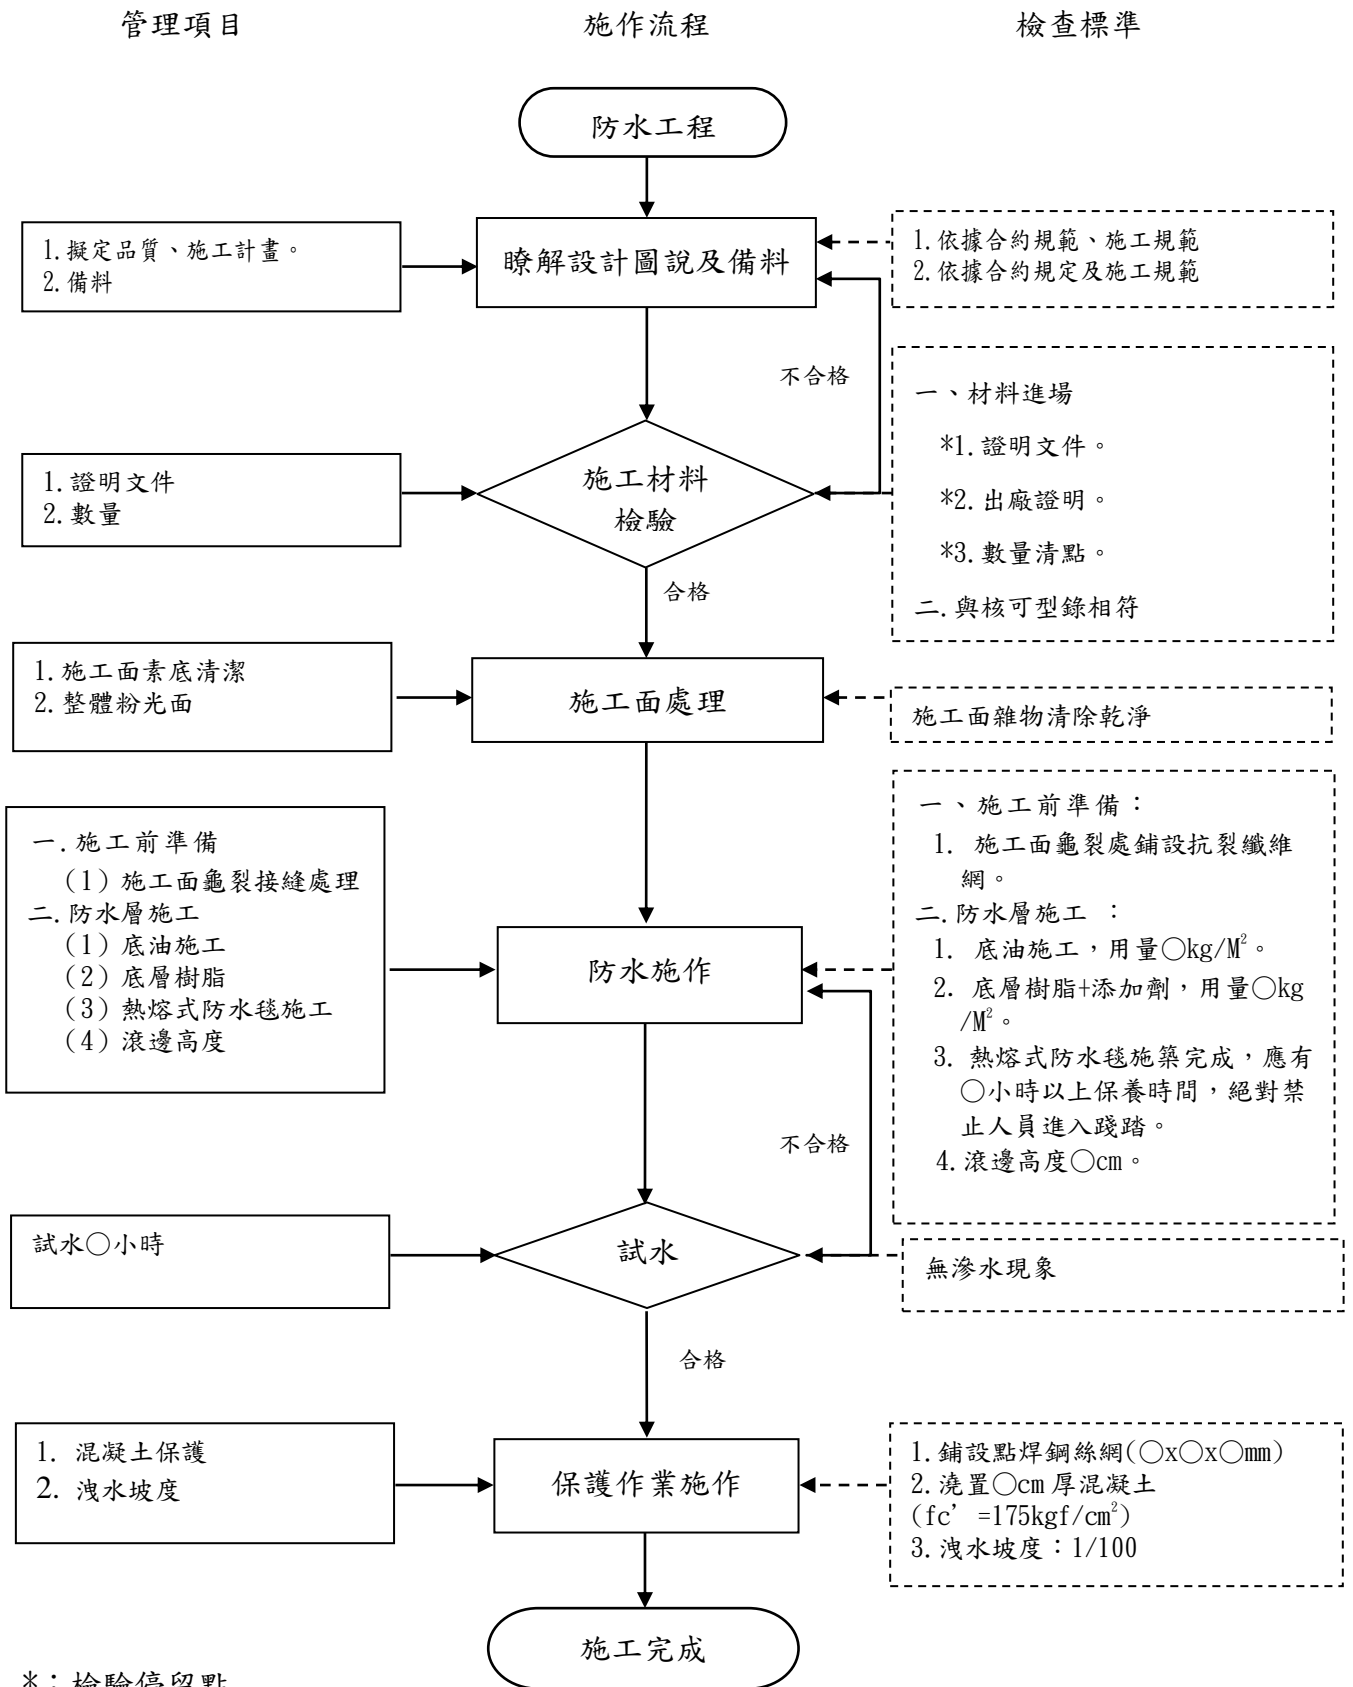 管理項目
施作流程
檢查標準
防水工程
1.擬定品質、施工計畫。
2.備料
瞭解設計圖說及備料
1.依據合約規範、施工規範
2.依據合約規定及施工規範
不合格
1.證明文件
2.數量
施工材料
檢驗
一、材料進場
*1.證明文件。
*2.出廠證明。
*3.數量清點。
二.與核可型錄相符
合格
1.施工面素底清潔
2.整體粉光面
施工面處理
施工面雜物清除乾淨
一.施工前準備
（1）施工面龜裂接縫處理
二.防水層施工
（1）底油施工
（2）底層樹脂
（3）熱熔式防水毯施工
（4）滾邊高度
防水施作
一、施工前準備：
1. 施工面龜裂處鋪設抗裂纖維
網。
二.防水層施工 ：
1. 底油施工，用量○kg/M²。
2. 底層樹脂+添加劑，用量○kg
/M²。
3. 熱熔式防水毯施築完成，應有
○小時以上保養時間，絕對禁
止人員進入踐踏。
4.滾邊高度○cm。
不合格
試水○小時
試水
無滲水現象
合格
1. 混凝土保護
2. 洩水坡度
保護作業施作
1.鋪設點焊鋼絲網(○x○x○mm)
2.澆置○cm 厚混凝土
(fc’ =175kgf/cm²)
3.洩水坡度：1/100
施工完成
*：檢驗停留點